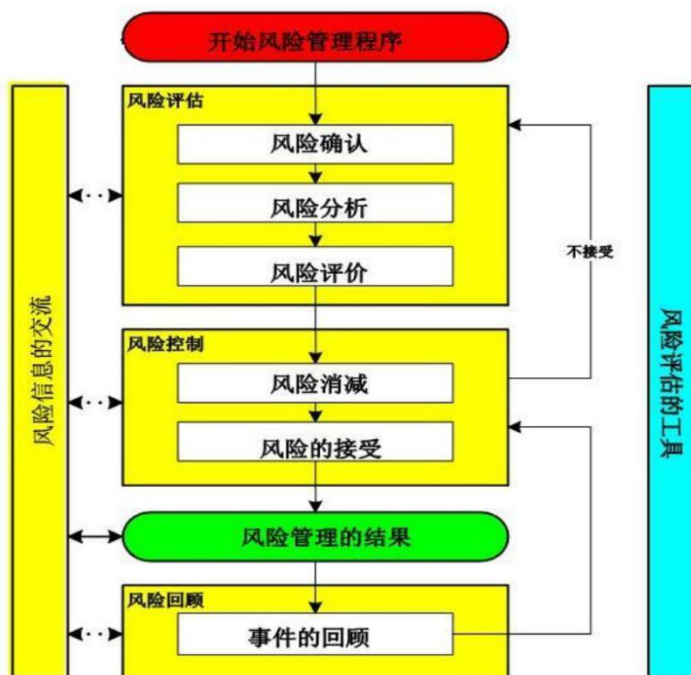 开始风险管理程序
风险评估
风险确认
风险分析
风险评价
不接受
风险信息的交流
风险控制
风险消减
风险的接受
风险评估的工具
风险管理的结果
风险回顾
事件的回顾